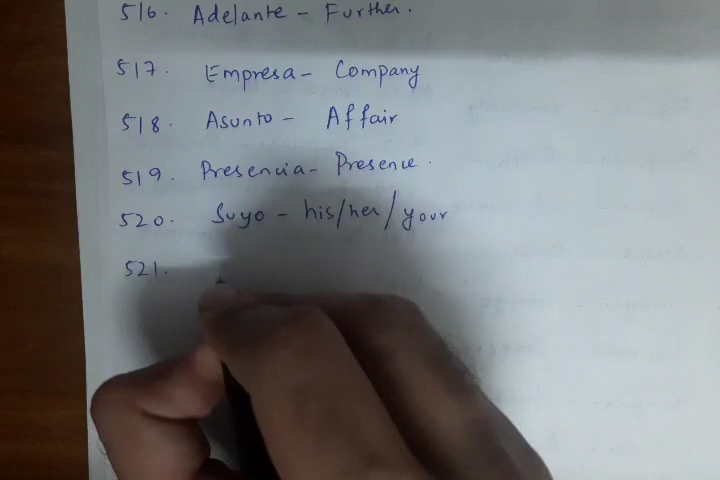 516. Adelante - Further.
517. Empresa - Company
518. Asunto - Affair
519. Presencia - Presence.
520. Suyo - his/her/your
521.